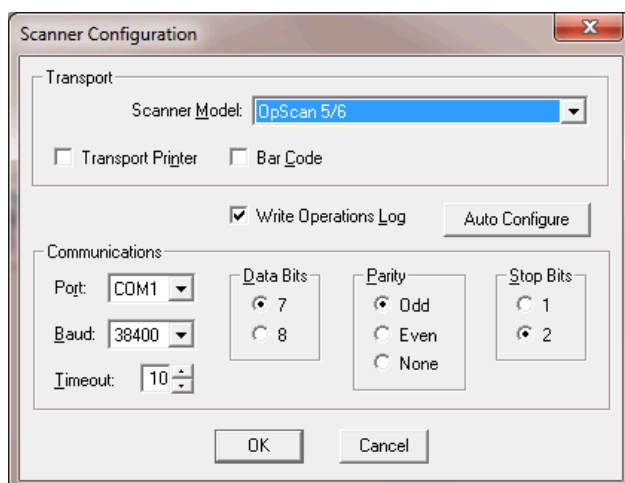 Scanner Configuration
Transport
Scanner Model: OpScan 5/6
Transport Printer Bar Code
Write Operations Log Auto Configure
Communications
Port: COM1 Data Bits Parity Stop Bits
7 Odd 1
Baud: 38400 8 Even 2
Timeout: 10 None
OK Cancel